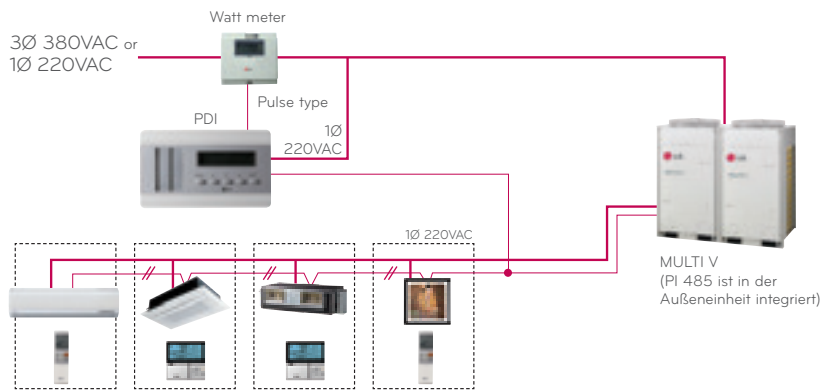 Watt meter
3Ø 380VAC or
1Ø 220VAC
Pulse type
PDI
1Ø
220VAC
LG
1Ø 220VAC
MULTI V
(PI 485 ist in der
Außeneinheit integriert)